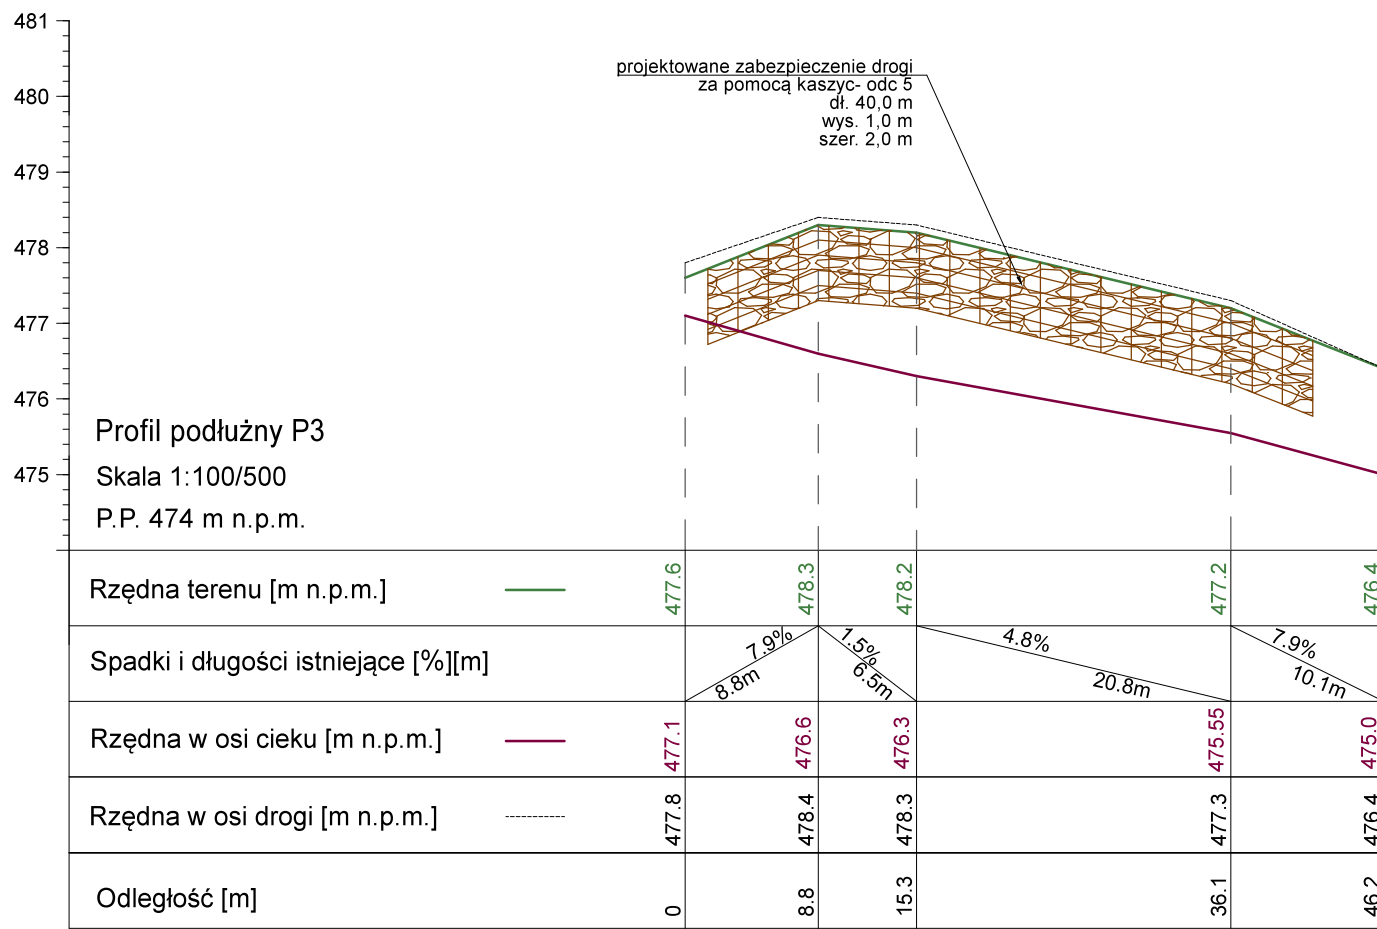 481
480
479
478
477
476
475
projektowane zabezpieczenie drogi
za pomocą kaszyc- odc 5
dł. 40,0 m
wys. 1,0 m
szer. 2,0 m
Profil podłużny P3
Skala 1:100/500
P.P. 474 m n.p.m.
Rzędna terenu [m n.p.m.]
477.6
478.3
478.2
477.2
476.4
Spadki i długości istniejące [%][m]
7.9%
8.8m
1.5%
6.5m
4.8%
20.8m
7.9%
10.1m
Rzędna w osi cieku [m n.p.m.]
477.1
476.6
476.3
475.55
475.0
Rzędna w osi drogi [m n.p.m.]
477.8
478.4
478.3
477.3
476.4
Odległość [m]
0
8.8
15.3
36.1
46.2